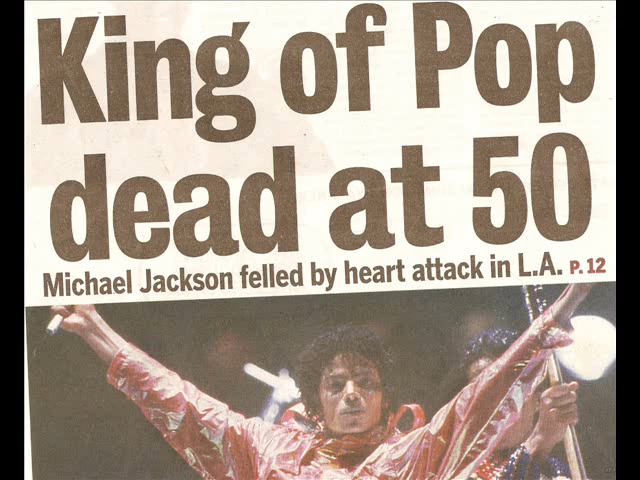 King of Pop
dead at 50
Michael Jackson felled by heart attack in L.A. P. 12